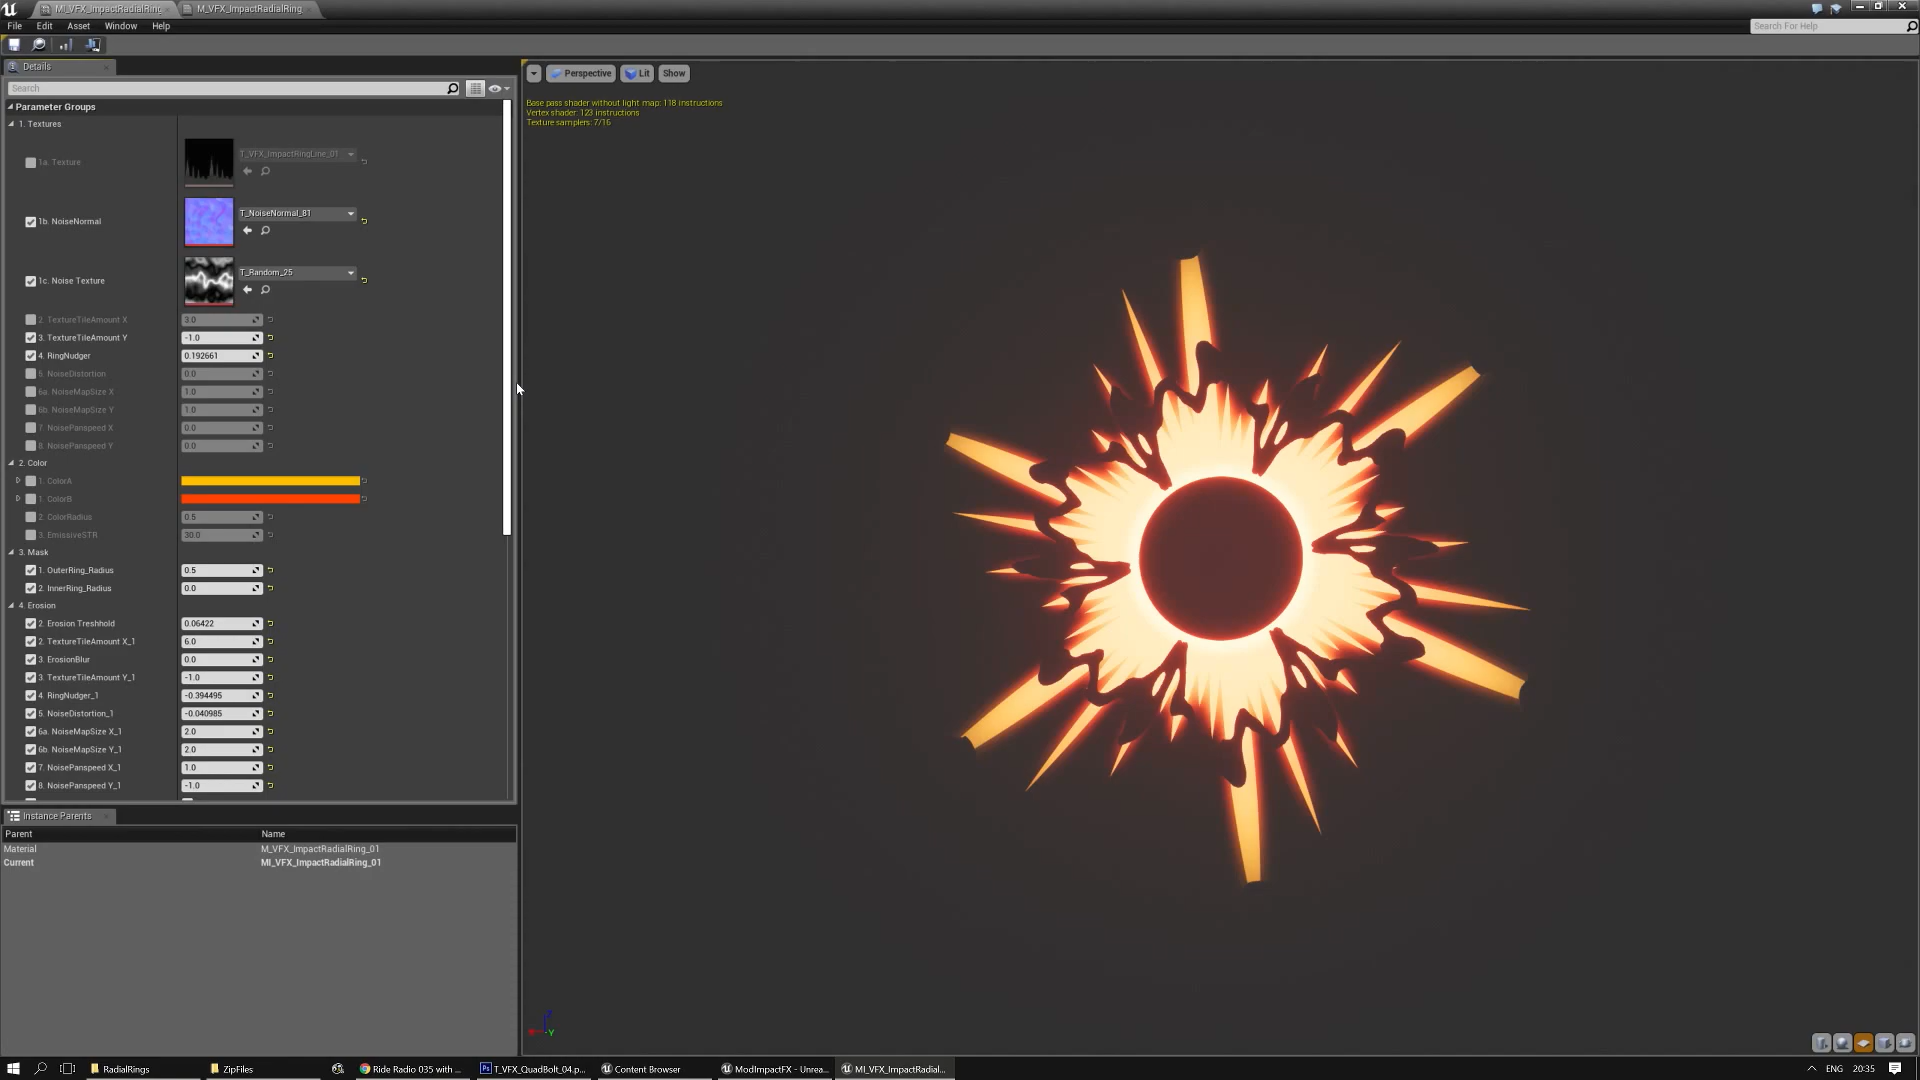 MI_VFX_ImpactRadialRing
M_VFX_ImpactRadialRing
File Edit Asset Window Help
Search For Help
Details
Search
Parameter Groups
1. Textures
1a. Texture
T_VFX_ImpactRingLine_01
1b. NoiseNormal
T_NoiseNormal_81
1c. Noise Texture
T_Random_25
2. TextureTileAmount X 3.0
3. TextureTileAmount Y -1.0
4. RingNudger 0.192661
5. NoiseDistortion 0.0
6a. NoiseMapSize X 1.0
6b. NoiseMapSize Y 1.0
7. NoisePanspeed X 0.0
8. NoisePanspeed Y 0.0
2. Color
1. ColorA
1. ColorB
2. ColorRadius 0.5
3. EmissiveSTR 30.0
3. Mask
1. OuterRing_Radius 0.5
2. InnerRing_Radius 0.0
4. Erosion
2. Erosion Treshhold 0.06422
2. TextureTileAmount X_1 6.0
3. ErosionBlur 0.0
3. TextureTileAmount Y_1 -1.0
4. RingNudger_1 -0.394495
5. NoiseDistortion_1 -0.040985
6a. NoiseMapSize X_1 2.0
6b. NoiseMapSize Y_1 2.0
7. NoisePanspeed X_1 1.0
8. NoisePanspeed Y_1 -1.0
Instance Parents
Parent Name
Material M_VFX_ImpactRadialRing_01
Current MI_VFX_ImpactRadialRing_01
Perspective Lit Show
Base pass shader without light map: 118 instructions
Vertex shader: 123 instructions
Texture samplers: 7/16
Z
Y
RadialRings ZipFiles Ride Radio 035 with ... T_VFX_QuadBolt_04.p... Content Browser ModImpactFX - Unrea... MI_VFX_ImpactRadial... ENG 20:35